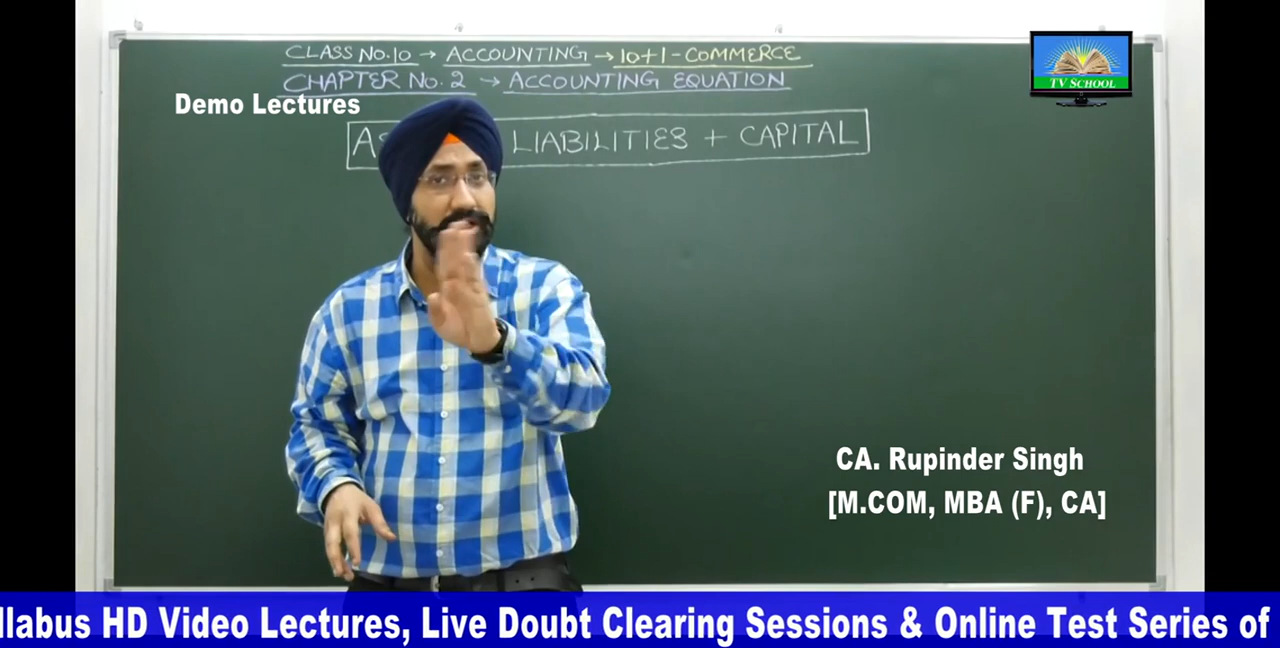 CLASS NO.10 → ACCOUNTING → 10+1-COMMERCE
CHAPTER NO. 2 → ACCOUNTING EQUATION
TV SCHOOL
Demo Lectures
LIABILITIES + CAPITAL
CA. Rupinder Singh
[M.COM, MBA (F), CA]
HD Video Lectures, Live Doubt Clearing Sessions & Online Test Series of